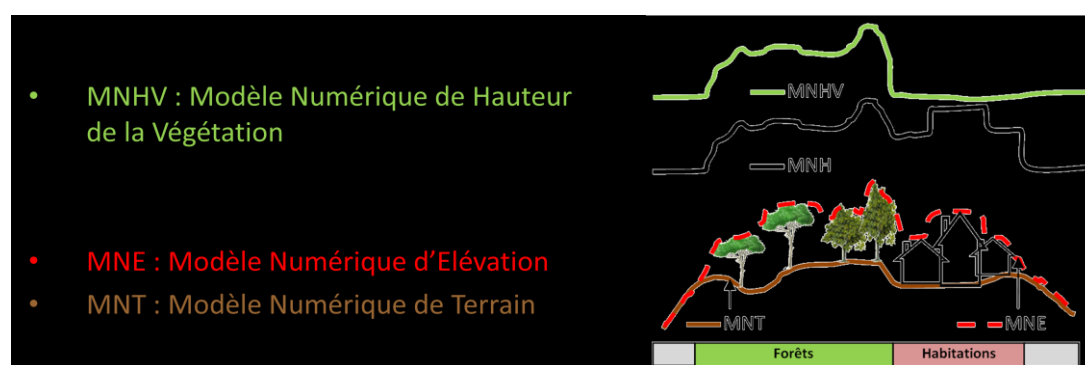 • MNHV : Modèle Numérique de Hauteur
de la Végétation
• MNE : Modèle Numérique d’Elévation
• MNT : Modèle Numérique de Terrain
MNHV
MNH
MNT
MNE
Forêts
Habitations